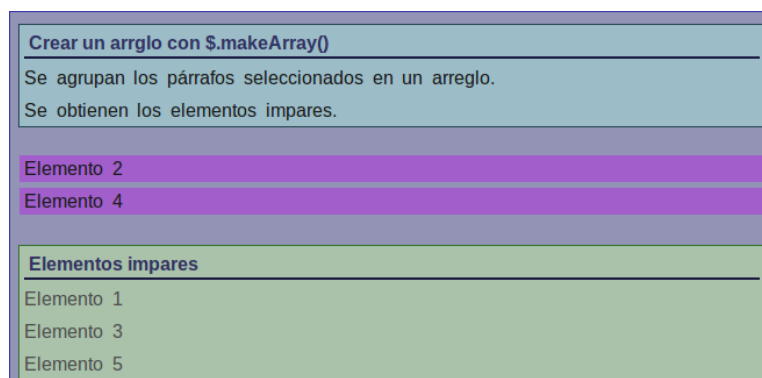 Crear un arrglo con $.makeArray()
Se agrupan los párrafos seleccionados en un arreglo.
Se obtienen los elementos impares.
Elemento 2
Elemento 4
Elementos impares
Elemento 1
Elemento 3
Elemento 5